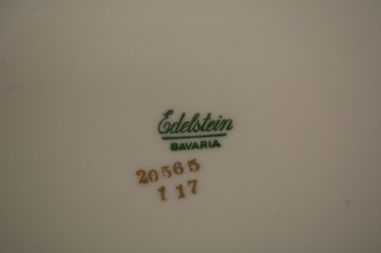 Edelstein
BAVARIA
20565
117